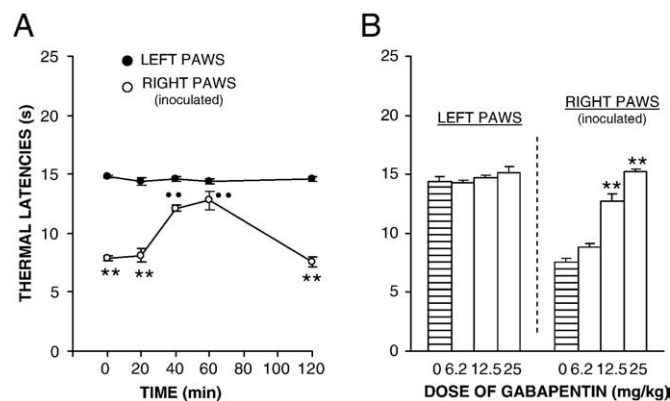 A
LEFT PAWS
RIGHT PAWS
(inoculated)
THERMAL LATENCIES (s)
25
20
15
10
5
0
**
**
••
••
**
0 20 40 60 120
TIME (min)
B
25
20
15
10
5
0
LEFT PAWS
RIGHT PAWS
(inoculated)
**
**
0 6.2 12.5 25 0 6.2 12.5 25
DOSE OF GABAPENTIN (mg/kg)